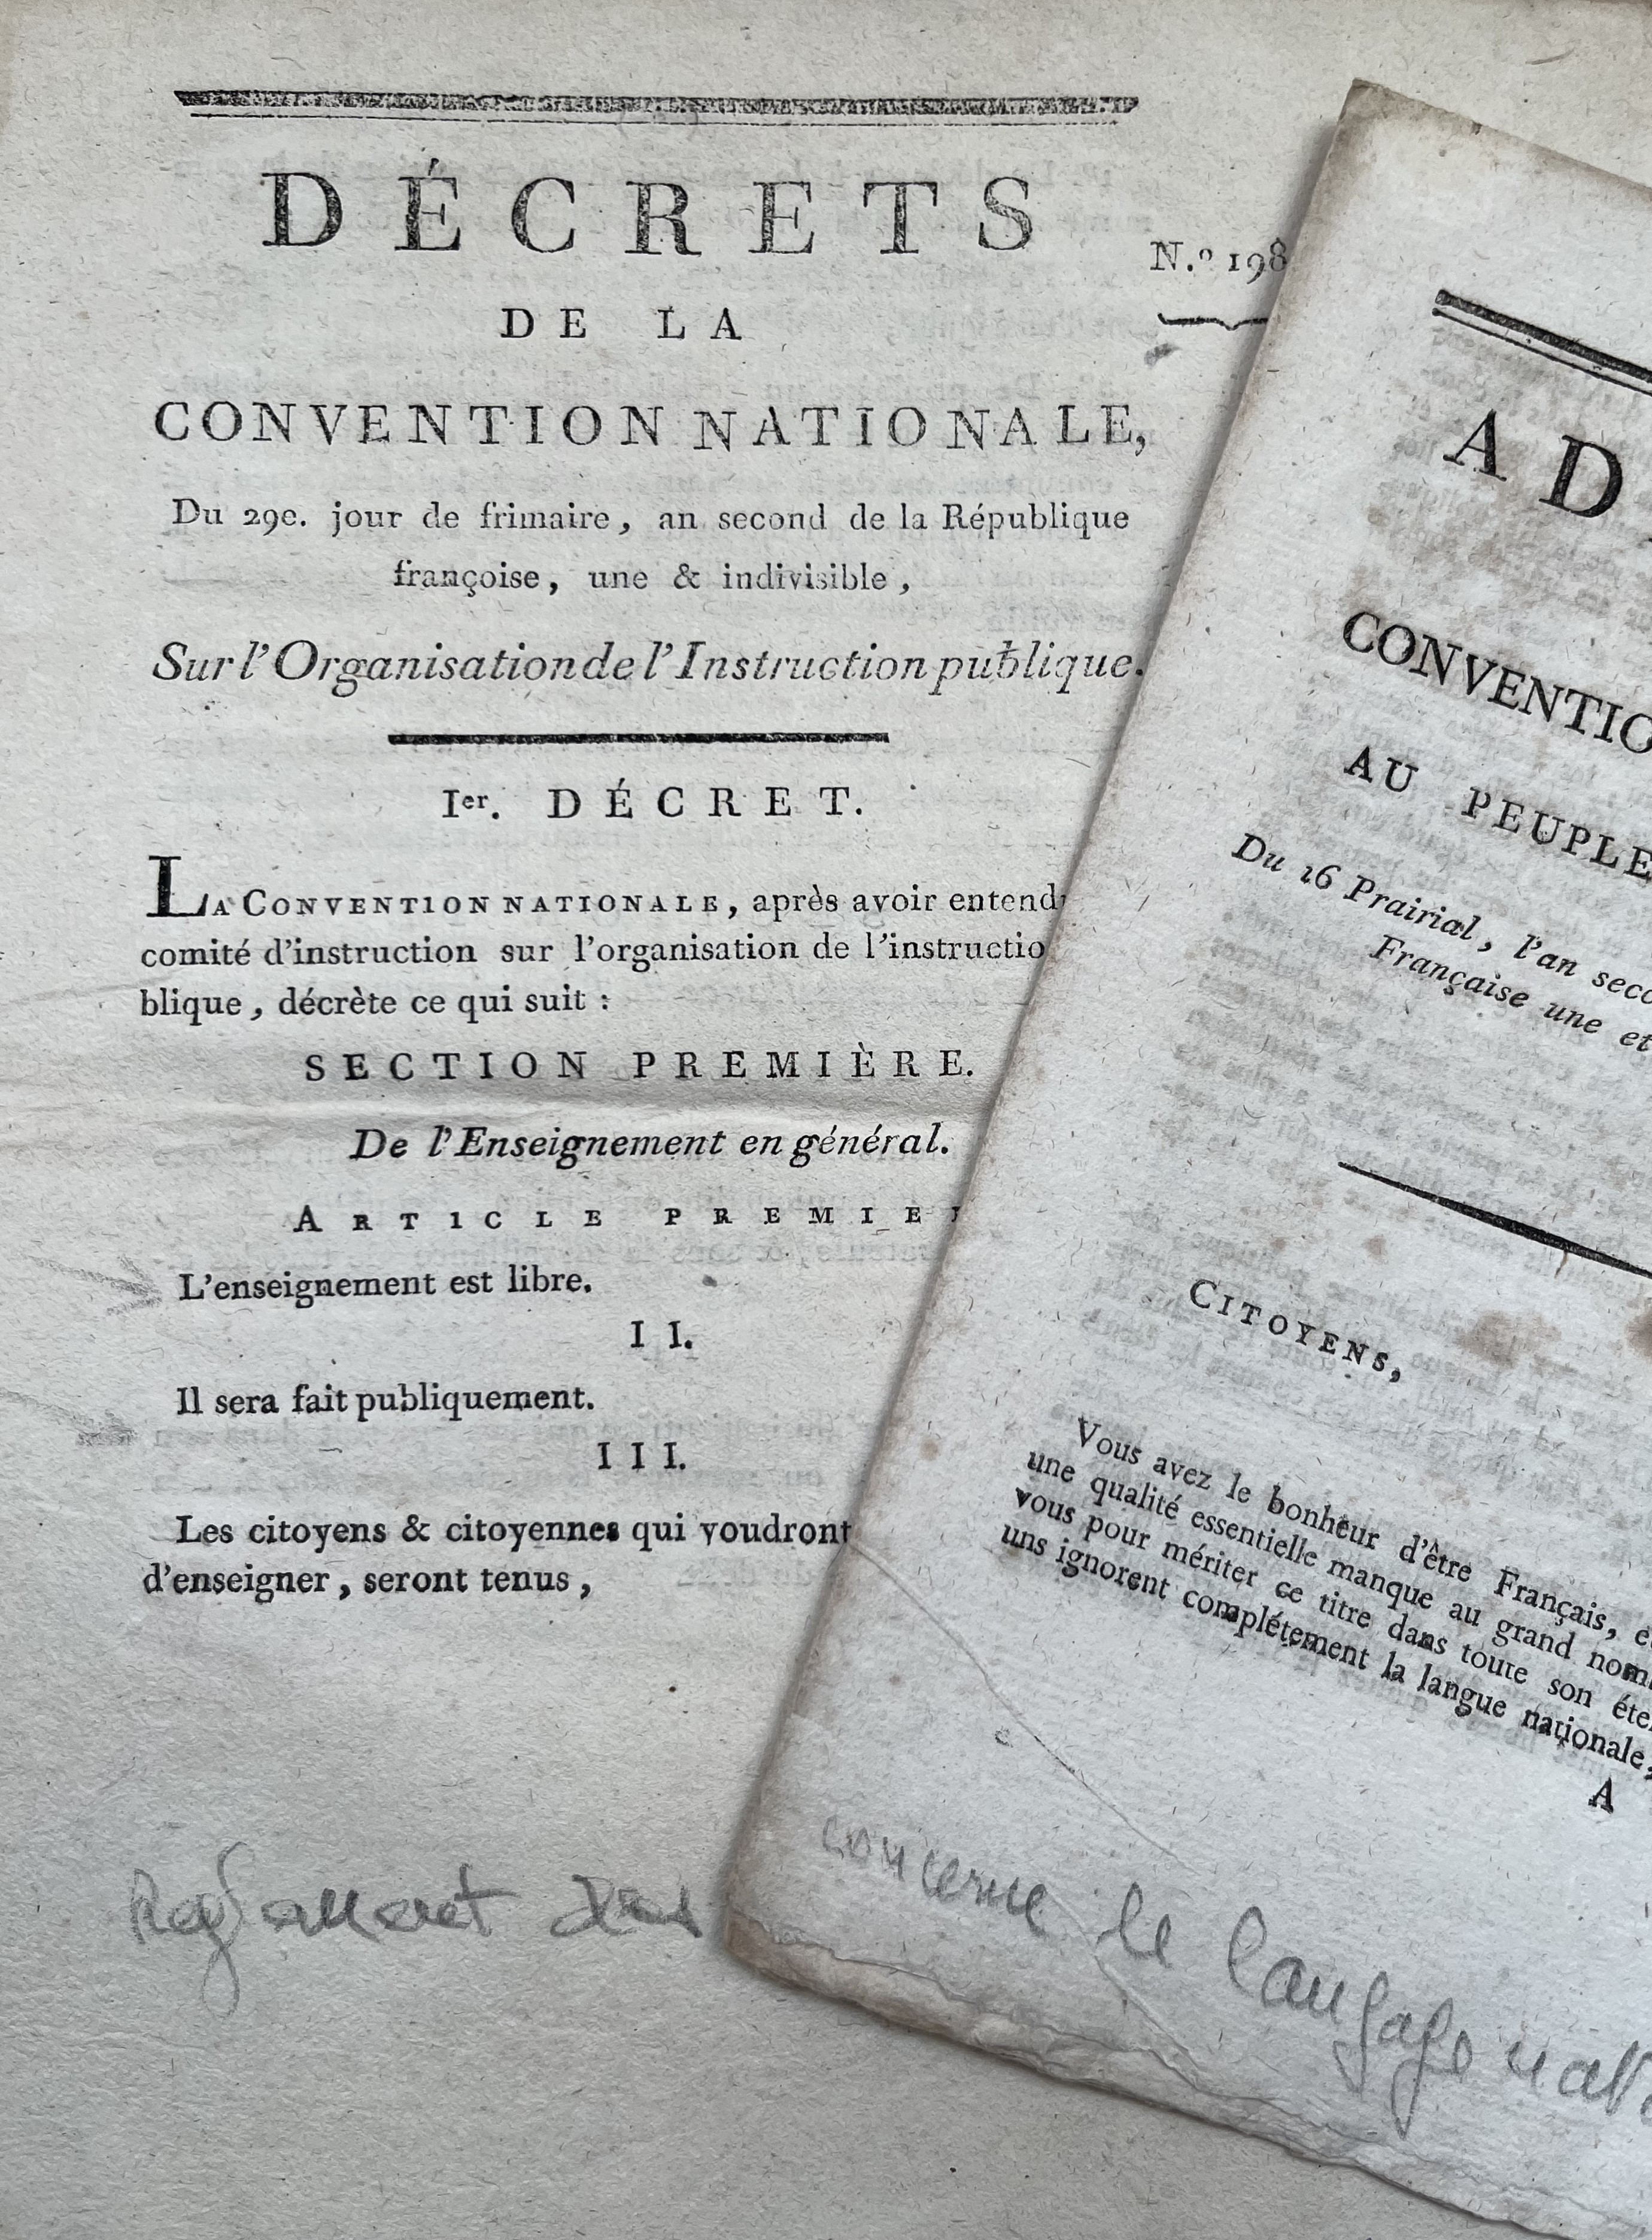 DÉCRETS
N.º 198
DE LA
CONVENTION NATIONALE,
Du 29e. jour de frimaire, an second de la République
françoise, une & indivisible,
Sur l'Organisation de l'Instruction publique.
Ier. DÉCRET.
LA CONVENTION NATIONALE, après avoir entend
comité d'instruction sur l'organisation de l'instructio
blique, décrète ce qui suit :
SECTION PREMIÈRE.
De l'Enseignement en général.
ARTICLE PREMIE
L'enseignement est libre.
II.
Il sera fait publiquement.
III.
Les citoyens & citoyennes qui voudront
d'enseigner, seront tenus,
AD
CONVENTIO
AU PEUPLE
Du 16 Prairial, l'an seco
Française une et
CITOYENS,
Vous avez le bonheur d'être Français, e
une qualité essentielle manque au grand nom
vous pour mériter ce titre dans toute son éte
uns ignorent complétement la langue nationale,
A
concerne le langage nat